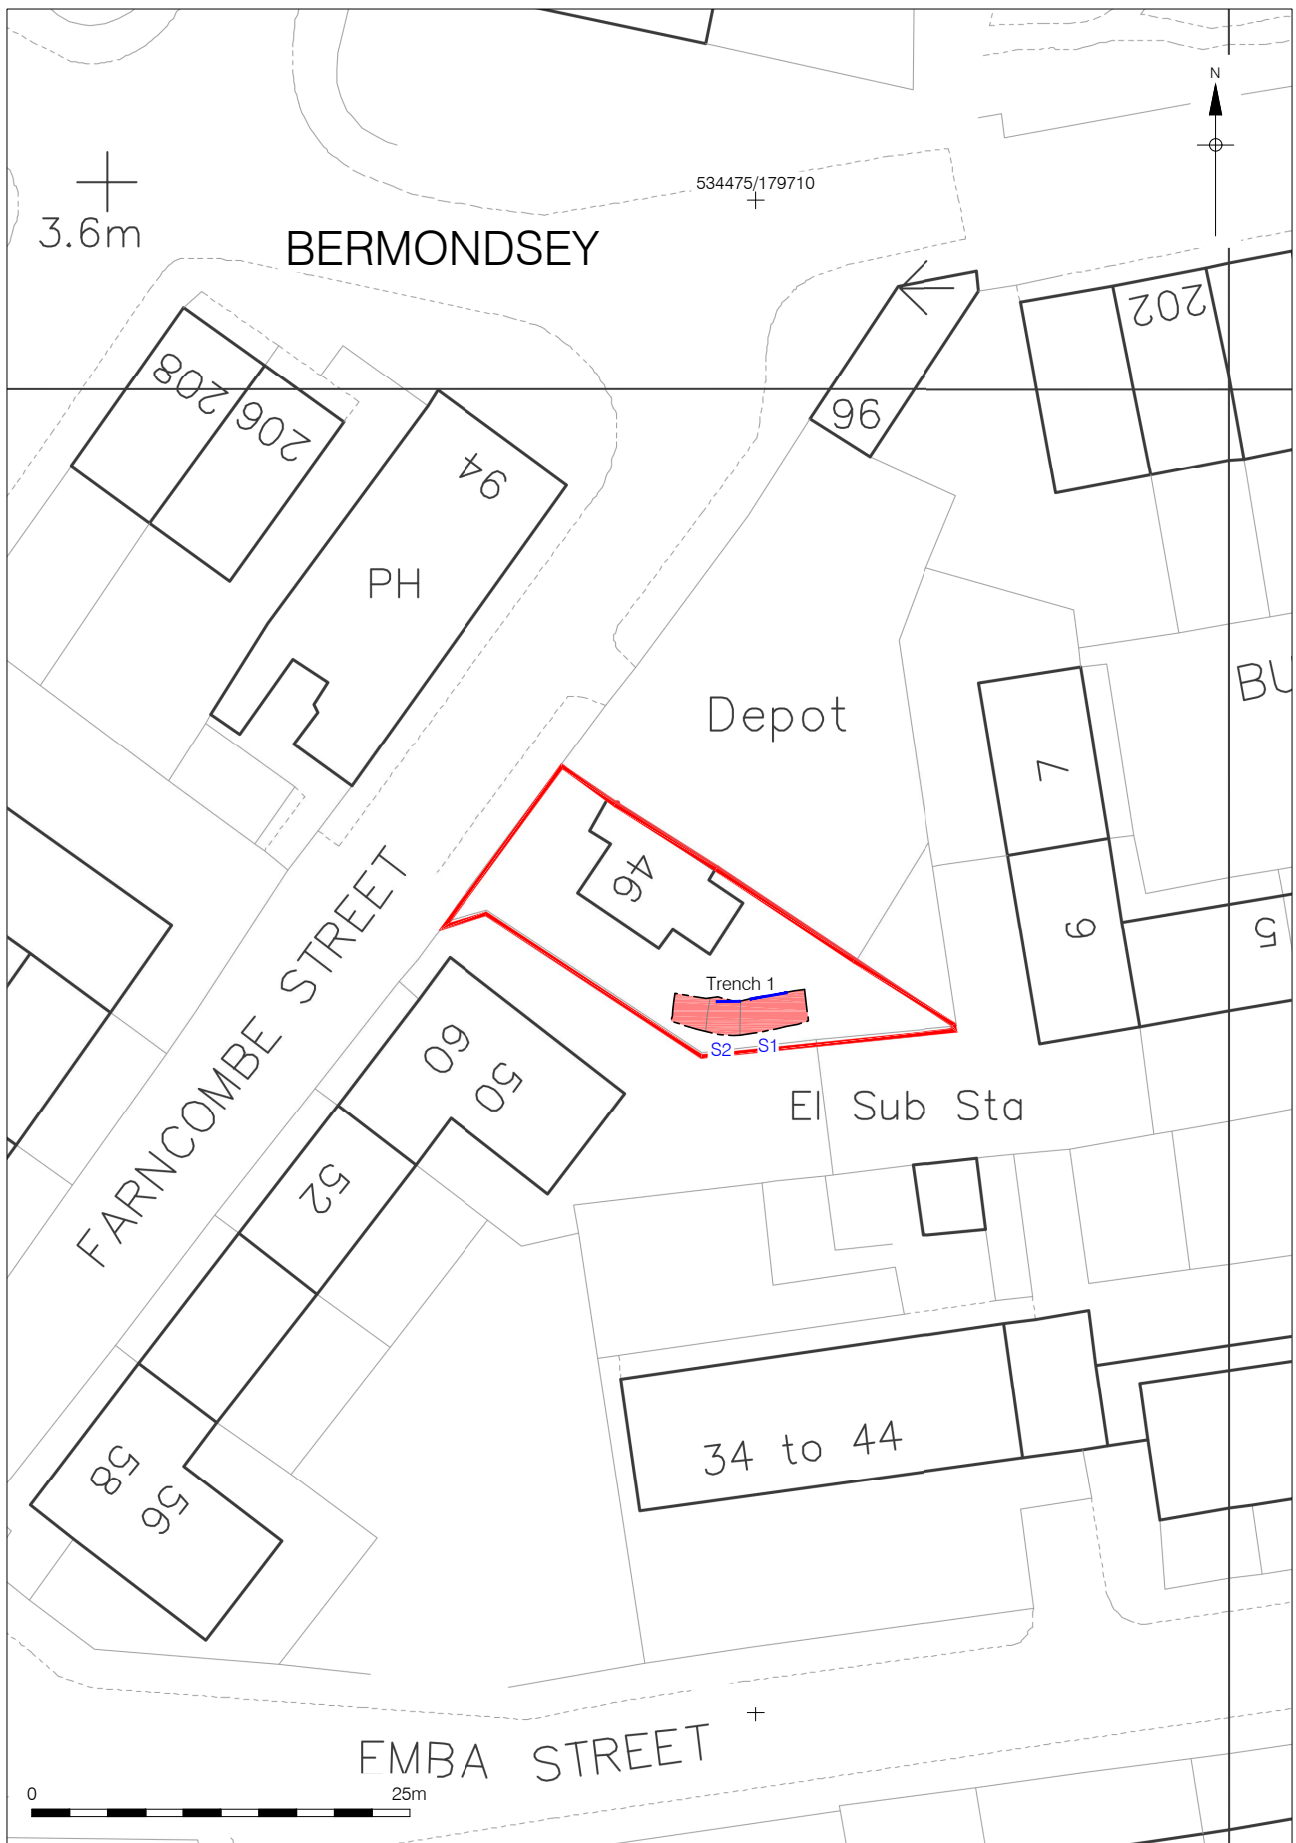 N
534475/179710
3.6m
BERMONDSEY
202
208
206
96
94
PH
BU
Depot
7
46
9
5
FARNCOMBE STREET
Trench 1
S2
S1
60
50
El Sub Sta
52
34 to 44
58
56
EMBA STREET
0
25m